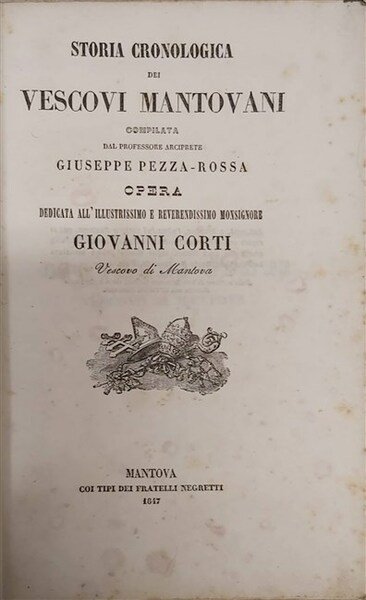 STORIA CRONOLOGICA
DEI
VESCOVI MANTOVANI
COMPILATA
DAL PROFESSORE ARCIPRETE
GIUSEPPE PEZZA-ROSSA
OPERA
DEDICATA ALL'ILLUSTRISSIMO E REVERENDISSIMO MONSIGNORE
GIOVANNI CORTI
Vescovo di Mantova
MANTOVA
COI TIPI DEI FRATELLI NEGRETTI
1847